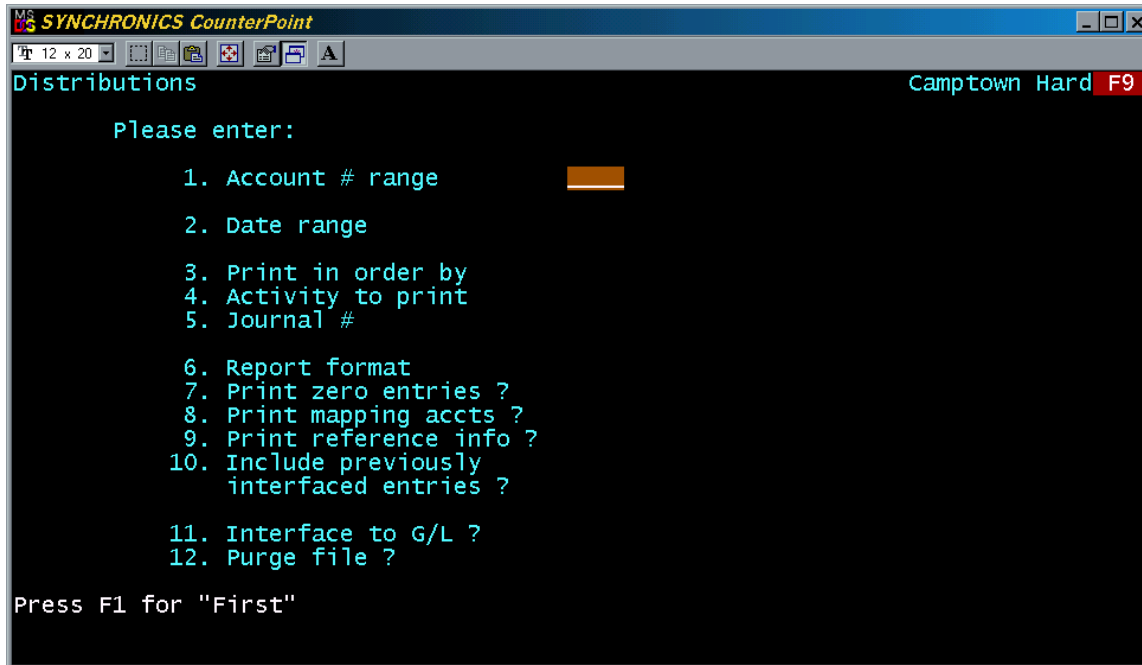 SYNCHRONICS CounterPoint
12 x 20 A
Distributions Camptown Hard F9
Please enter:
1. Account # range
2. Date range
3. Print in order by
4. Activity to print
5. Journal #
6. Report format
7. Print zero entries ?
8. Print mapping accts ?
9. Print reference info ?
10. Include previously
interfaced entries ?
11. Interface to G/L ?
12. Purge file ?
Press F1 for "First"